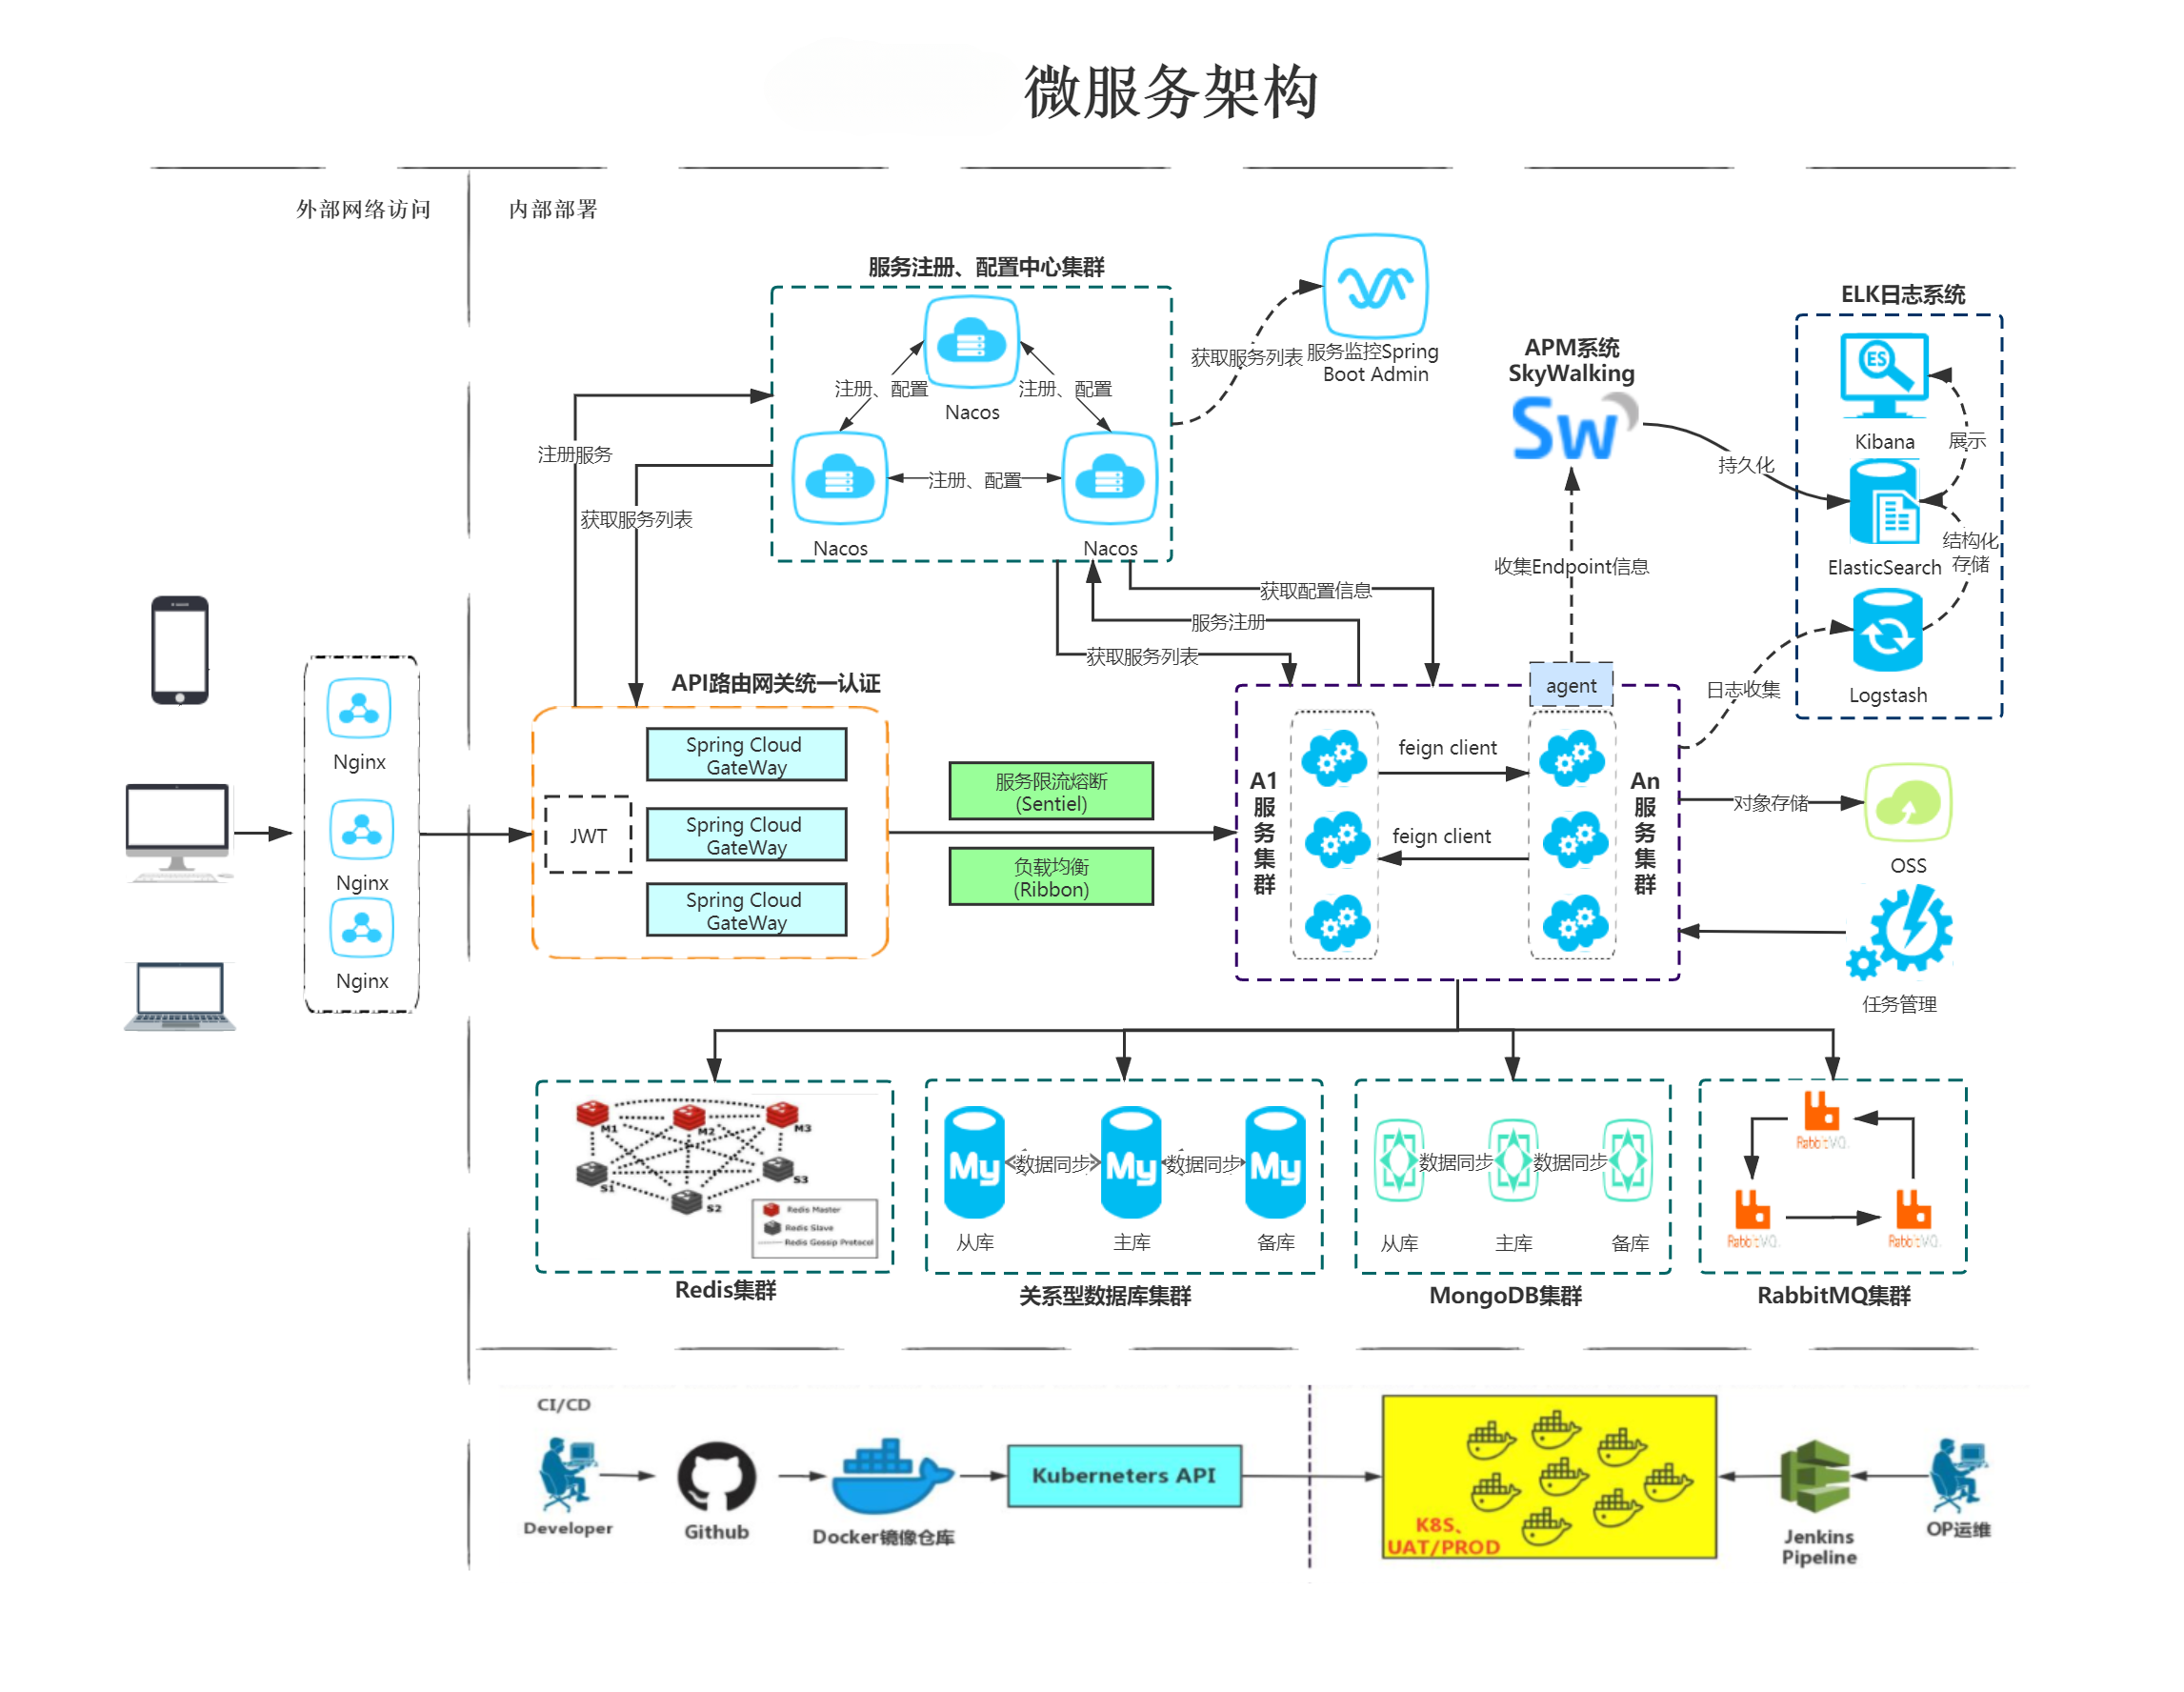 微服务架构
外部网络访问
内部部署
服务注册、配置中心集群
Nacos
注册、配置
注册、配置
Nacos
注册、配置
Nacos
获取服务列表
服务监控Spring
Boot Admin
APM系统
SkyWalking
Sw
持久化
ELK日志系统
ES
Kibana
展示
ElasticSearch
结构化
存储
Logstash
注册服务
获取服务列表
获取配置信息
服务注册
获取服务列表
收集Endpoint信息
日志收集
Nginx
Nginx
Nginx
API路由网关统一认证
JWT
Spring Cloud
GateWay
Spring Cloud
GateWay
Spring Cloud
GateWay
服务限流熔断
(Sentiel)
负载均衡
(Ribbon)
A1
服
务
集
群
feign client
feign client
agent
An
服
务
集
群
对象存储
OSS
任务管理
M1
M2
M3
S1
S2
S3
Redis Master
Redis Slave
Redis Gossip Protocol
Redis集群
My
数据同步
My
数据同步
My
从库
主库
备库
关系型数据库集群
数据同步
数据同步
从库
主库
备库
MongoDB集群
RabbitMQ.
RabbitMQ.
RabbitMQ.
RabbitMQ集群
CI/CD
Developer
Github
Docker镜像仓库
Kuberneters API
K8S、
UAT/PROD
Jenkins
Pipeline
OP运维